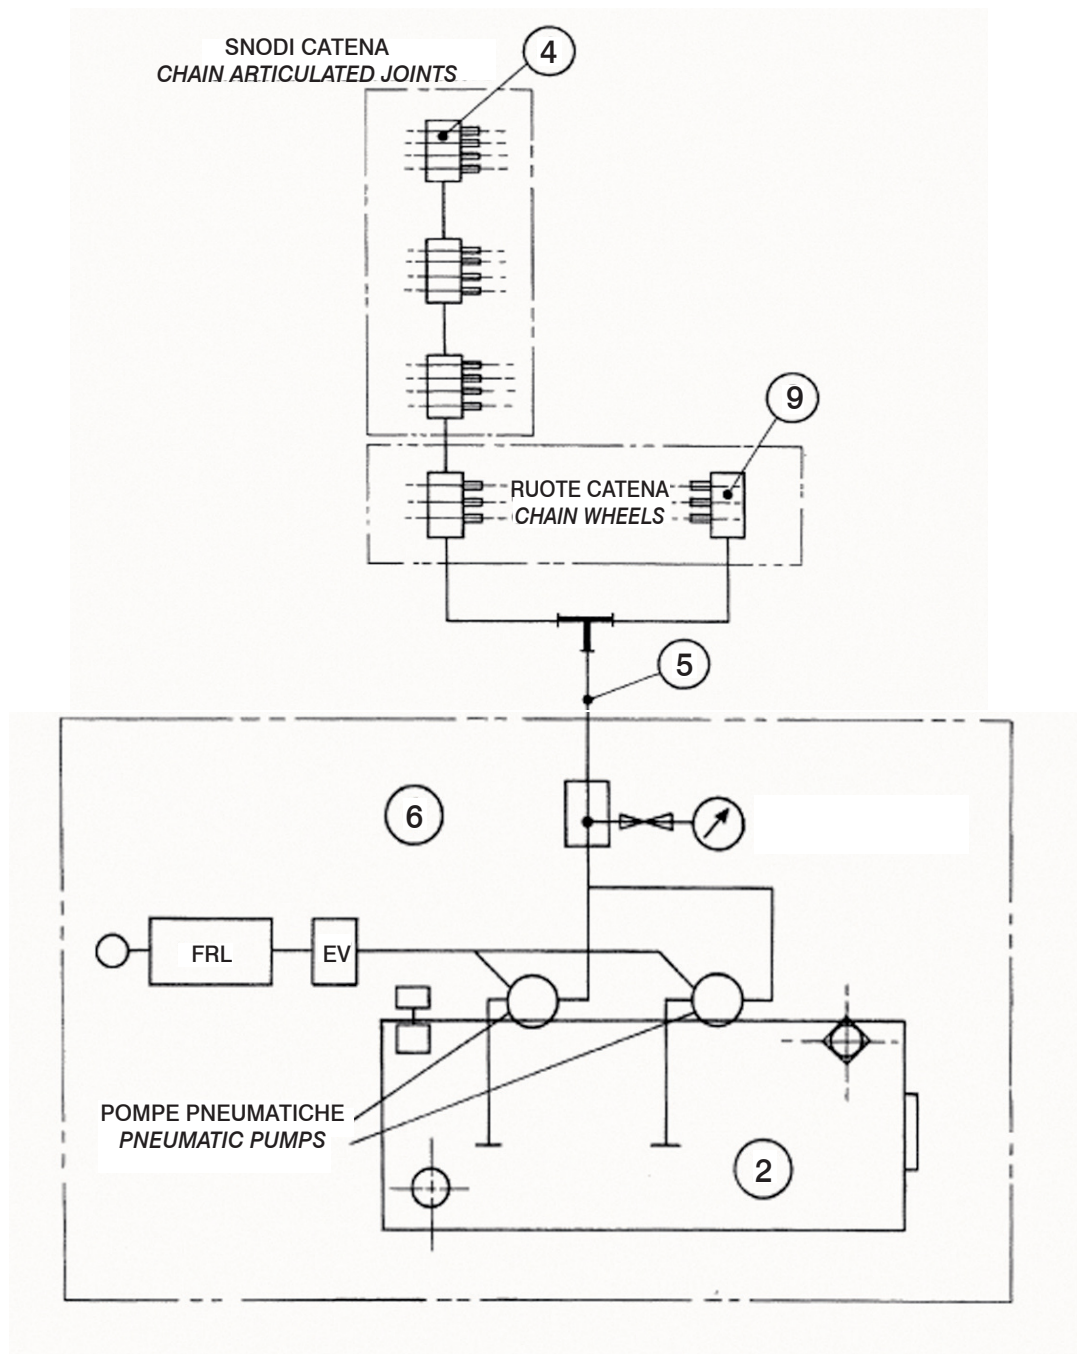 SNODI CATENA
CHAIN ARTICULATED JOINTS
4
9
RUOTE CATENA
CHAIN WHEELS
5
6
FRL
EV
POMPE PNEUMATICHE
PNEUMATIC PUMPS
2